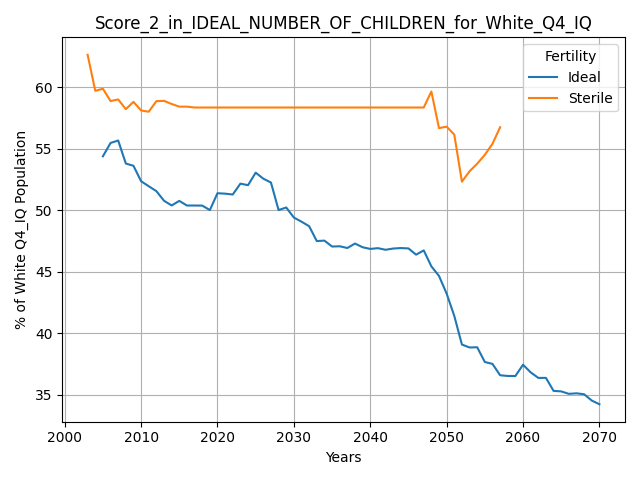 Score_2_in_IDEAL_NUMBER_OF_CHILDREN_for_White_Q4_IQ
Fertility
Ideal
Sterile
% of White Q4_IQ Population
60
55
50
45
40
35
2000
2010
2020
2030
2040
2050
2060
2070
Years